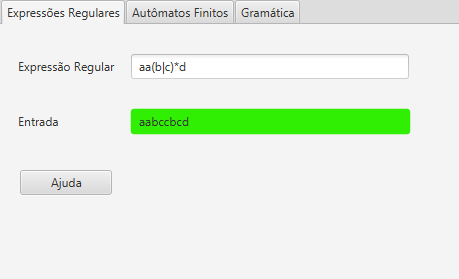 Expressões Regulares Autômatos Finitos Gramática
Expressão Regular aa(b|c)*d
Entrada aabccbcd
Ajuda